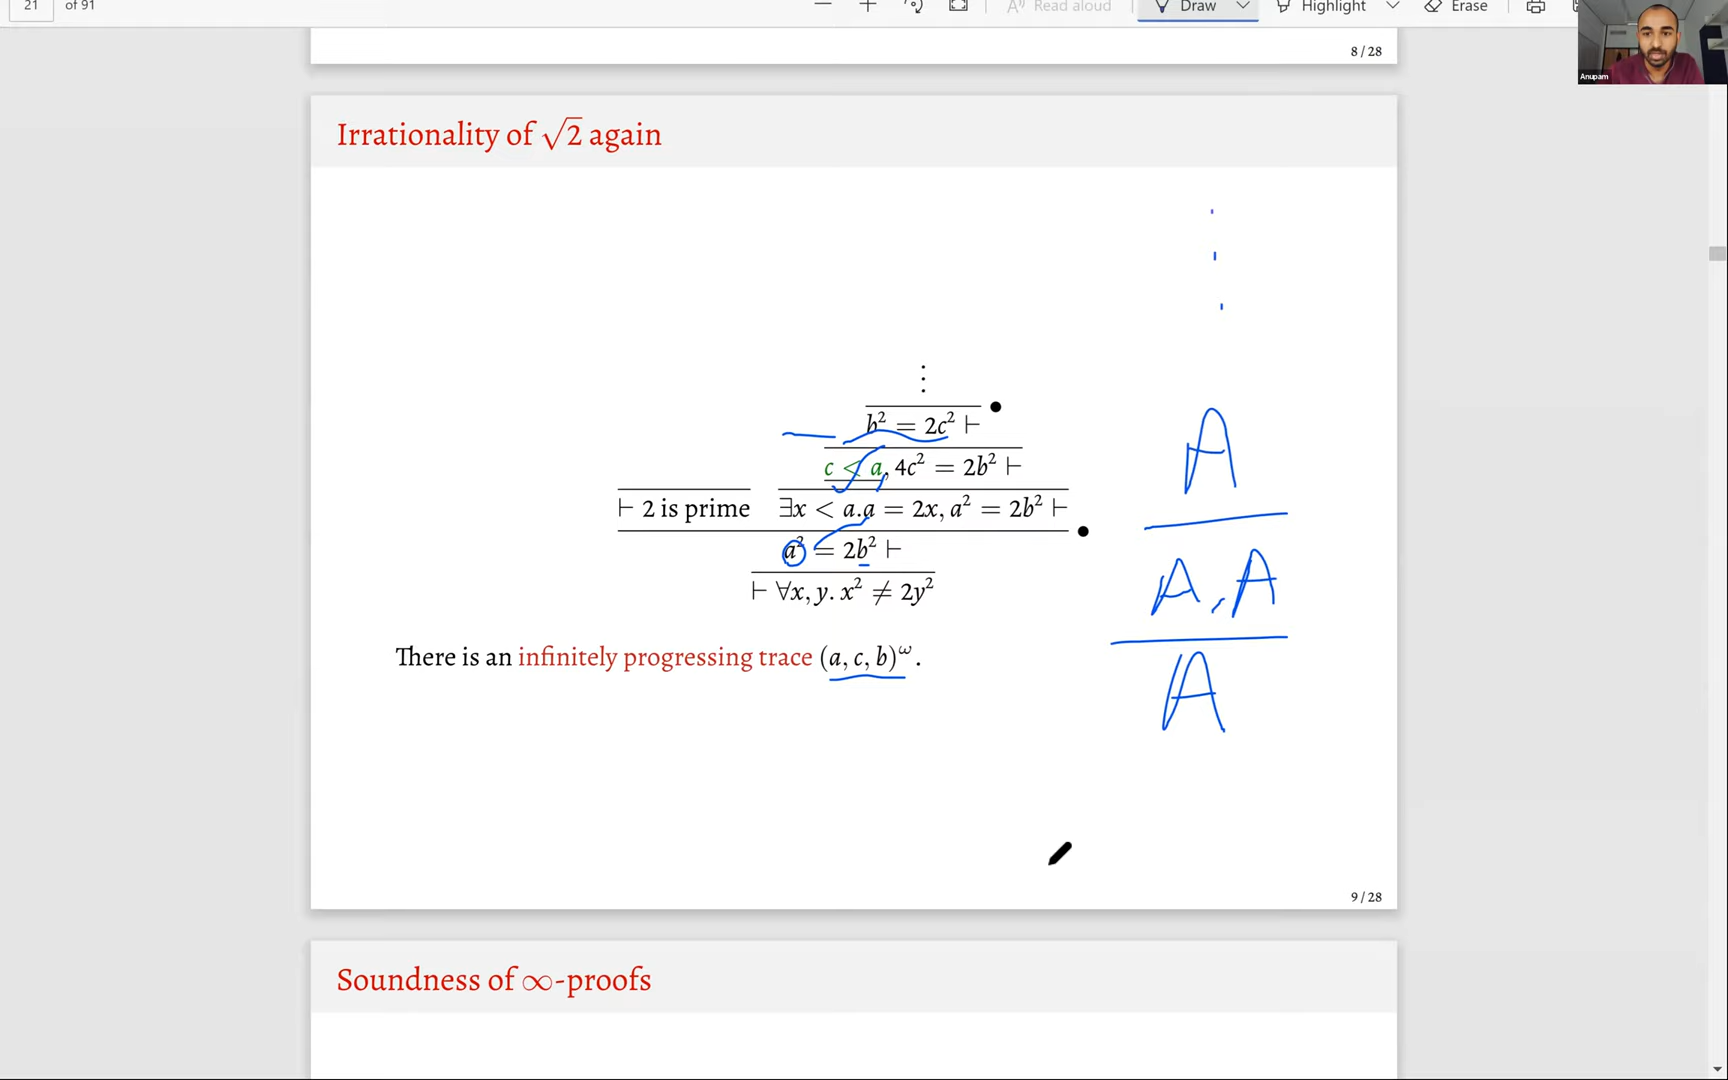 21 of 91
Read aloud
Draw
Highlight
Erase
Anupam
8 / 28
Irrationality of √2 again
⋮
b² = 2c² ⊢ •
c < a, 4c² = 2b² ⊢
⊢ 2 is prime ∃x < a.a = 2x, a² = 2b² ⊢
a² = 2b² ⊢ •
⊢ ∀x, y. x² ≠ 2y²
There is an infinitely progressing trace (a, c, b)^ω.
A
A, A
A
9 / 28
Soundness of ∞-proofs